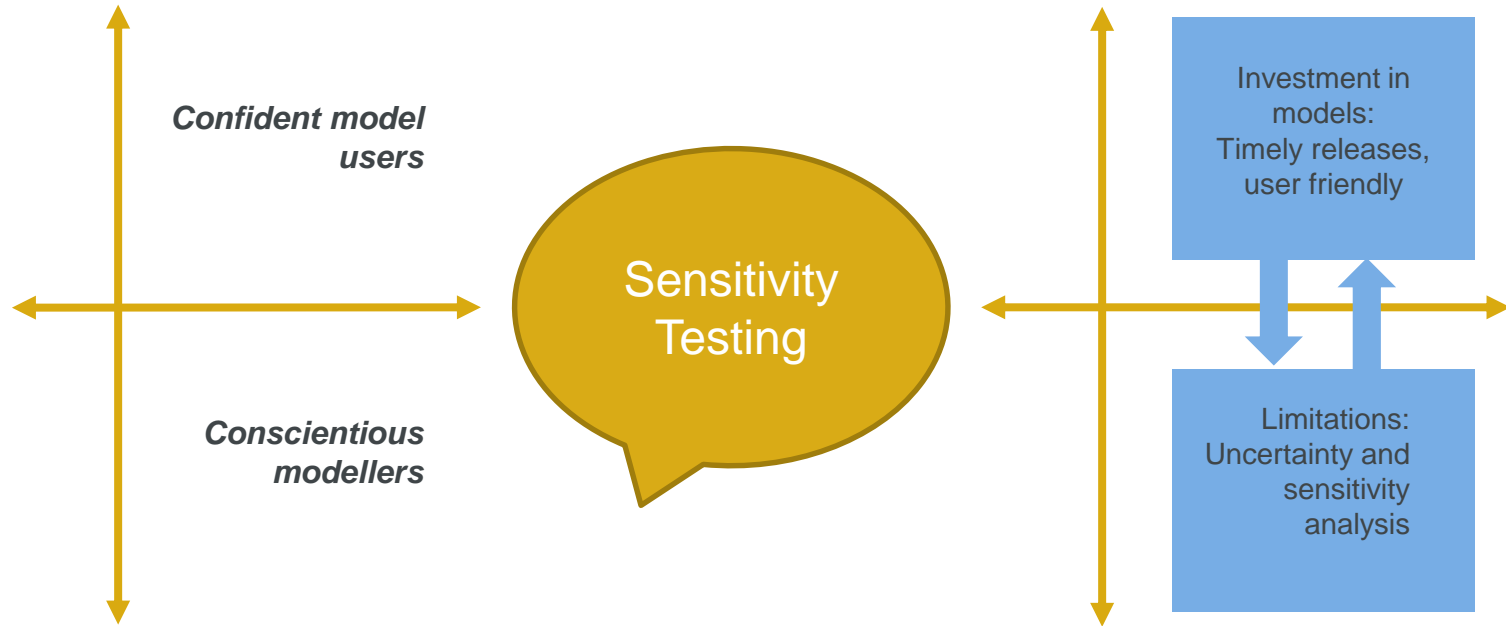 Confident model
users
Conscientious
modellers
Sensitivity
Testing
Investment in
models:
Timely releases,
user friendly
Limitations:
Uncertainty and
sensitivity
analysis